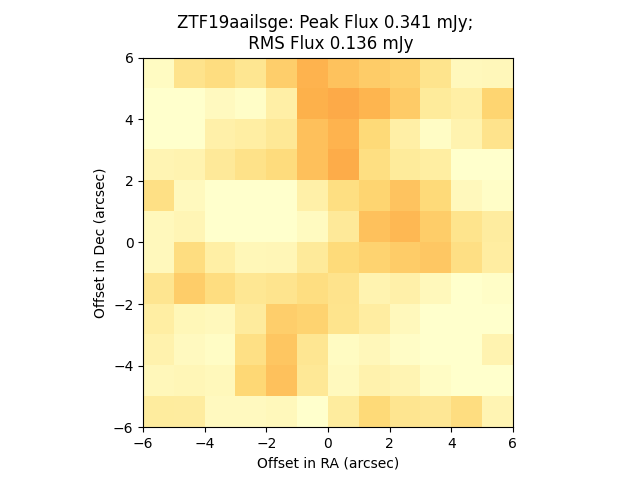 ZTF19aailsge: Peak Flux 0.341 mJy;
RMS Flux 0.136 mJy
6
4
2
0
−2
−4
−6
Offset in Dec (arcsec)
−6 −4 −2 0 2 4 6
Offset in RA (arcsec)